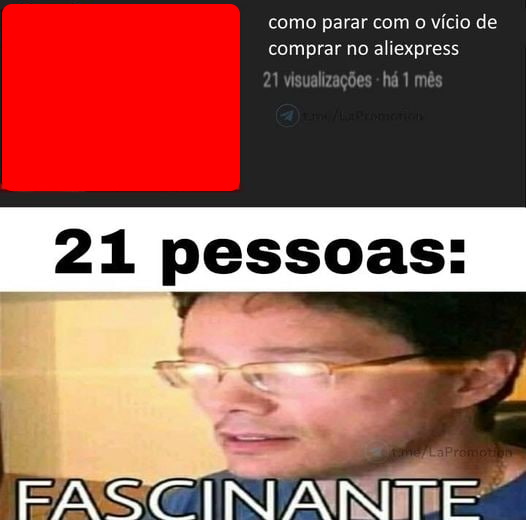 como parar com o vício de
comprar no aliexpress
21 visualizações · há 1 mês
t.me/LaPromotion
21 pessoas:
t.me/LaPromotion
FASCINANTE